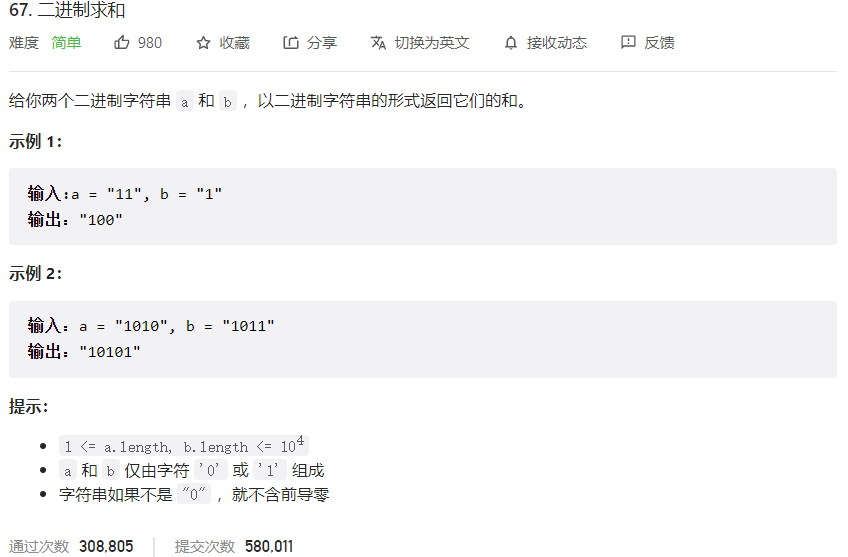 67. 二进制求和
难度 简单 980 收藏 分享 切换为英文 接收动态 反馈
给你两个二进制字符串 a 和 b ，以二进制字符串的形式返回它们的和。
示例 1：
输入:a = "11", b = "1"
输出："100"
示例 2：
输入：a = "1010", b = "1011"
输出："10101"
提示：
1 <= a.length, b.length <= 10⁴
a 和 b 仅由字符 '0' 或 '1' 组成
字符串如果不是 "0" ，就不含前导零
通过次数 308,805 提交次数 580,011